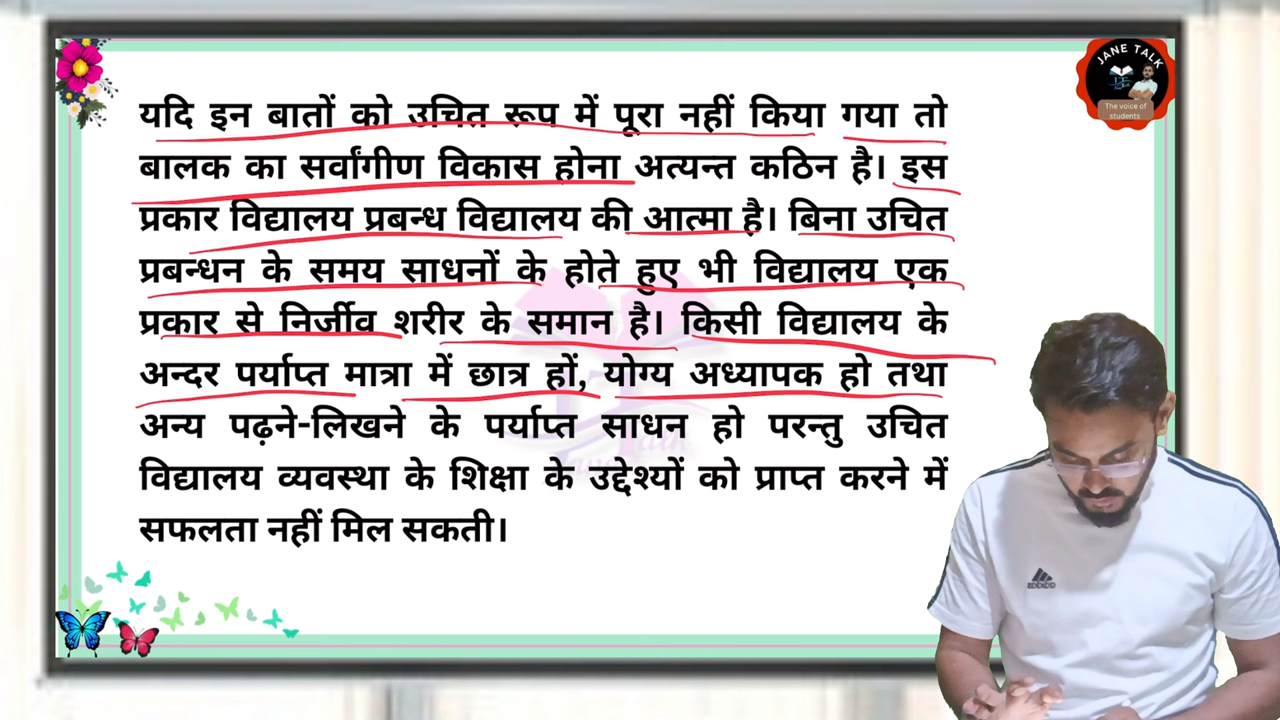 यदि इन बातों को उचित रूप में पूरा नहीं किया गया तो
बालक का सर्वांगीण विकास होना अत्यन्त कठिन है। इस
प्रकार विद्यालय प्रबन्ध विद्यालय की आत्मा है। बिना उचित
प्रबन्धन के समय साधनों के होते हुए भी विद्यालय एक
प्रकार से निर्जीव शरीर के समान है। किसी विद्यालय के
अन्दर पर्याप्त मात्रा में छात्र हों, योग्य अध्यापक हो तथा
अन्य पढ़ने-लिखने के पर्याप्त साधन हो परन्तु उचित
विद्यालय व्यवस्था के शिक्षा के उद्देश्यों को प्राप्त करने में
सफलता नहीं मिल सकती।
JANE TALK
The voice of
students
adidas